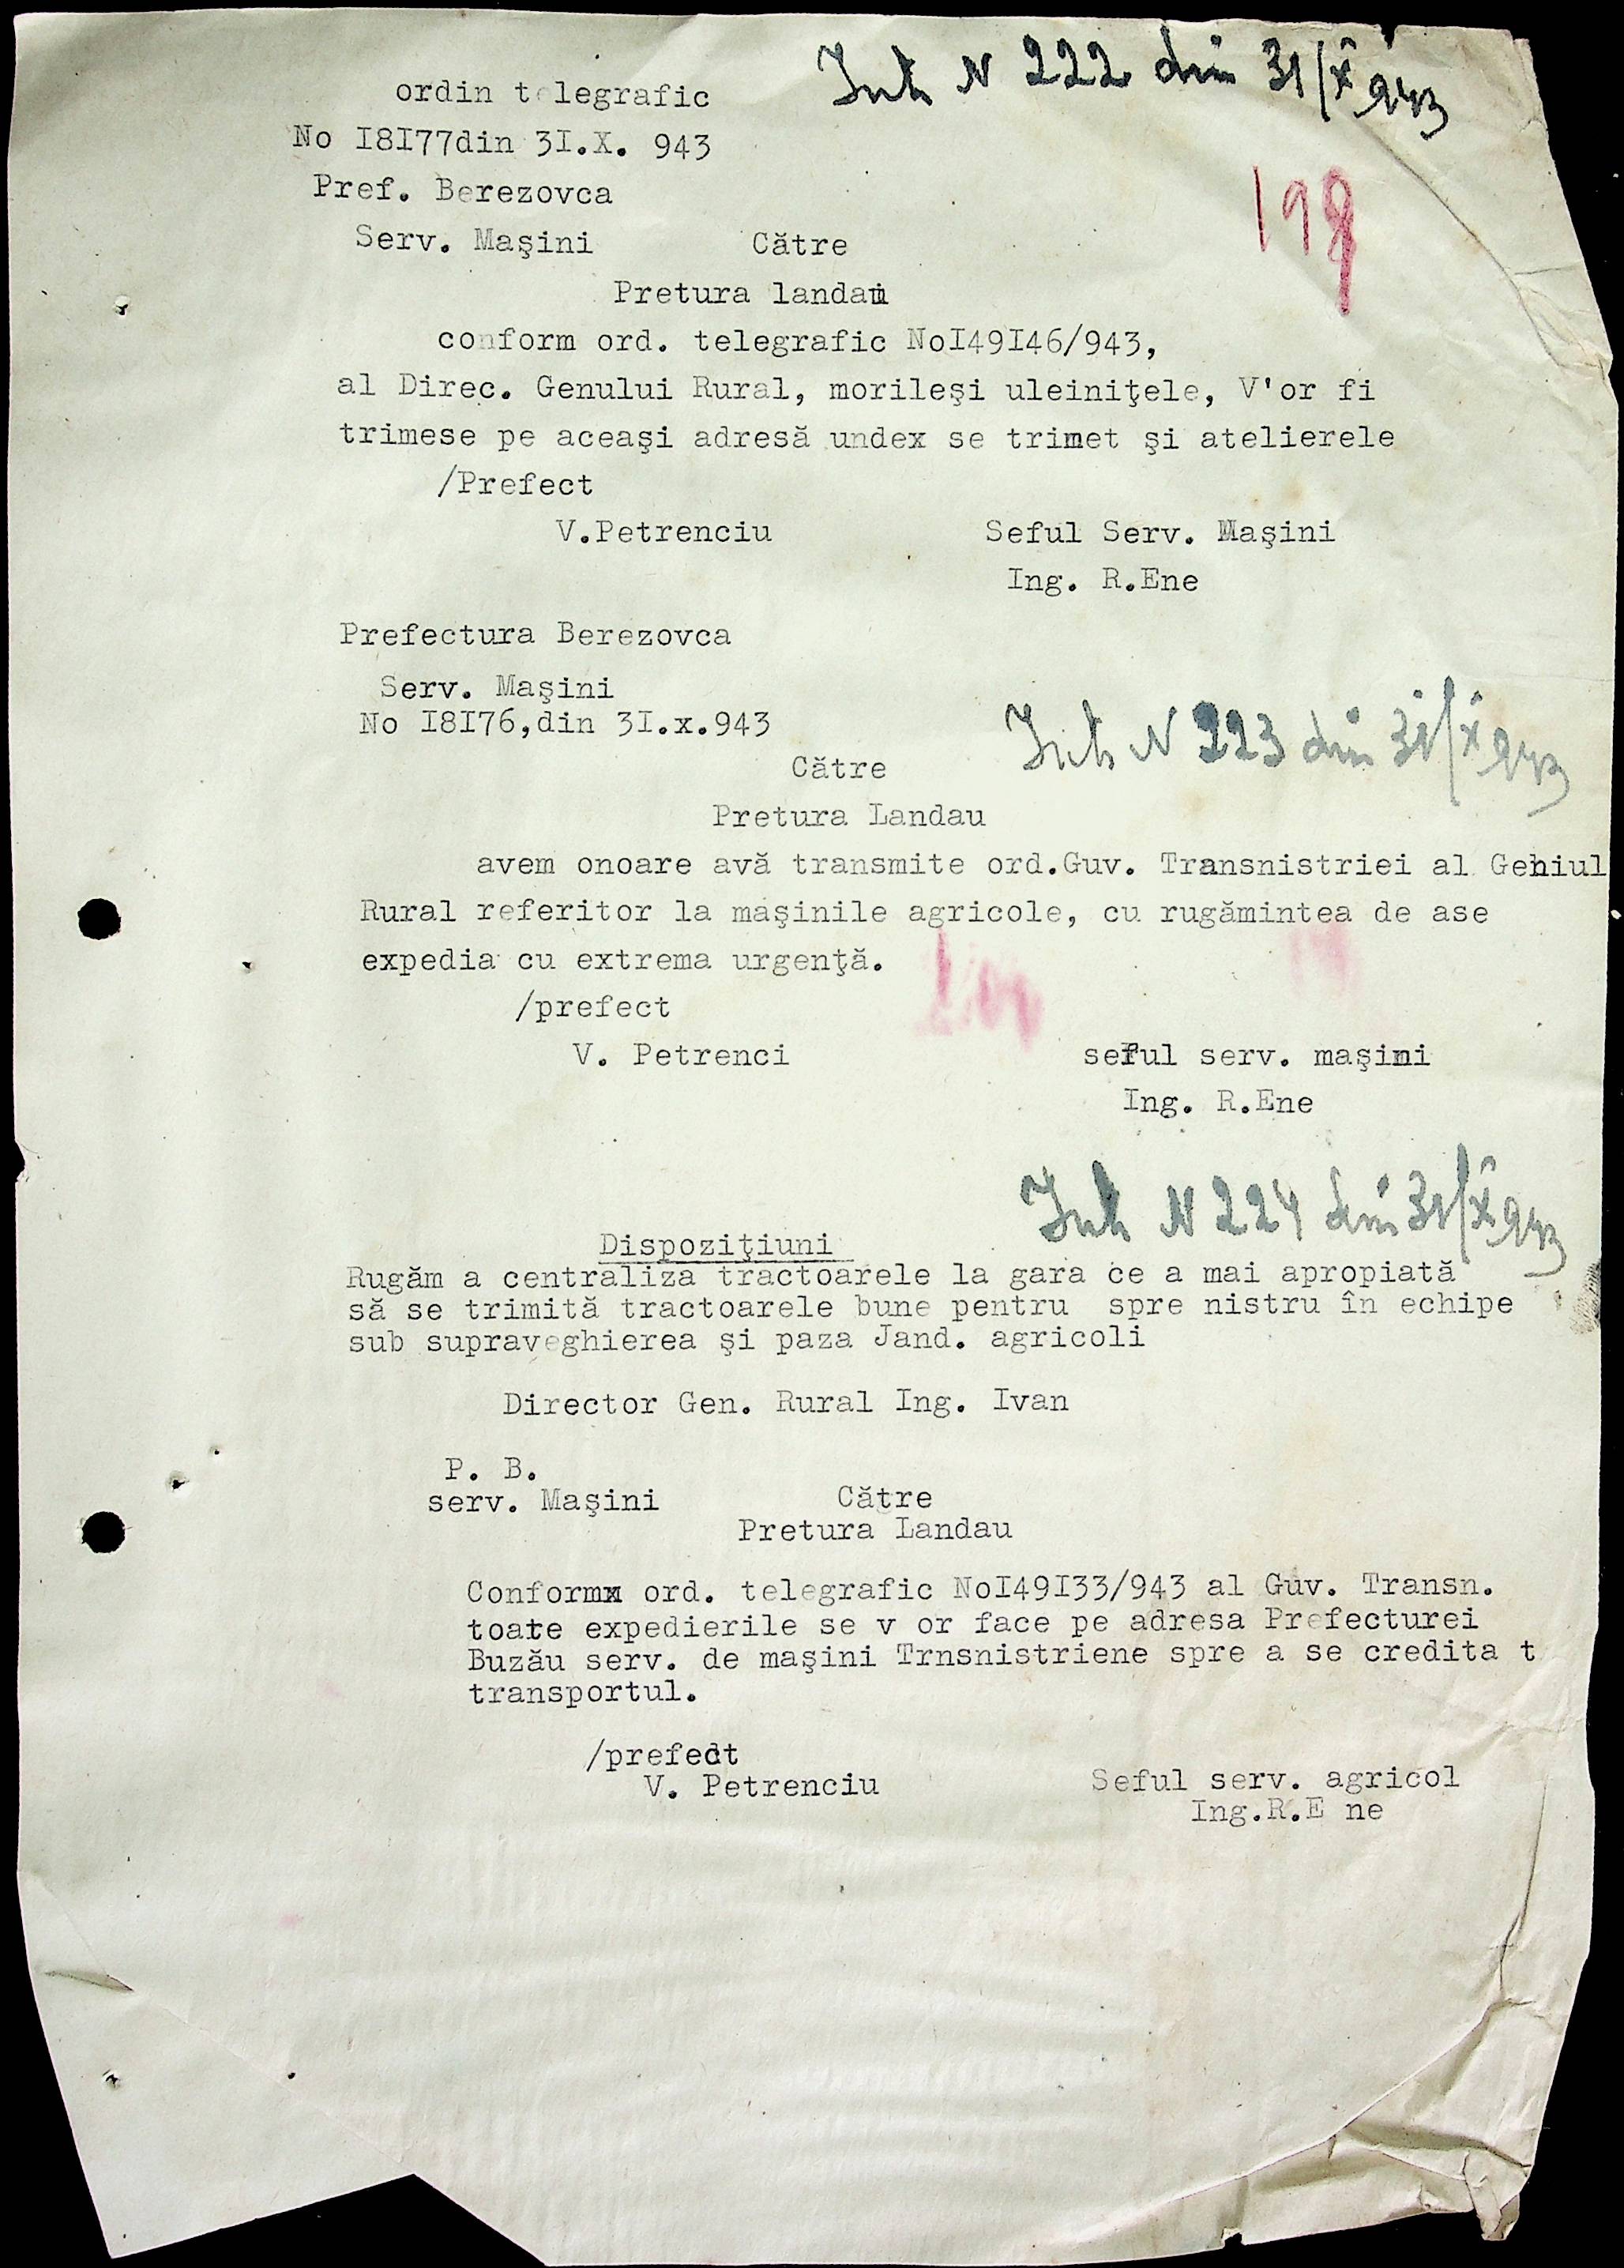 Int N 222 din 31/X 943
ordin telegrafic
No I8I77din 3I.X. 943
198
Pref. Berezovca
Serv. Maşini Către
Pretura landau
conform ord. telegrafic NoI49I46/943,
al Direc. Genului Rural, morileşi uleiniţele, V'or fi
trimese pe aceaşi adresă undex se trimet şi atelierele
/Prefect
V.Petrenciu Seful Serv. Maşini
Ing. R.Ene
Prefectura Berezovca
Serv. Maşini
No I8I76,din 3I.x.943
Int N 223 din 31/X 943
Către
Pretura Landau
avem onoare avă transmite ord.Guv. Transnistriei al Geniul
Rural referitor la maşinile agricole, cu rugămintea de ase
expedia cu extrema urgenţă.
/prefect
V. Petrenci seful serv. maşini
Ing. R.Ene
Int N 224 din 31/X 943
Dispoziţiuni
Rugăm a centraliza tractoarele la gara ce a mai apropiată
să se trimită tractoarele bune pentru spre nistru în echipe
sub supraveghierea şi paza Jand. agricoli
Director Gen. Rural Ing. Ivan
P. B.
serv. Maşini Către
Pretura Landau
Conformx ord. telegrafic NoI49I33/943 al Guv. Transn.
toate expedierile se v or face pe adresa Prefecturei
Buzău serv. de maşini Trnsnistriene spre a se credita t
transportul.
/prefect
V. Petrenciu Seful serv. agricol
Ing.R.E ne